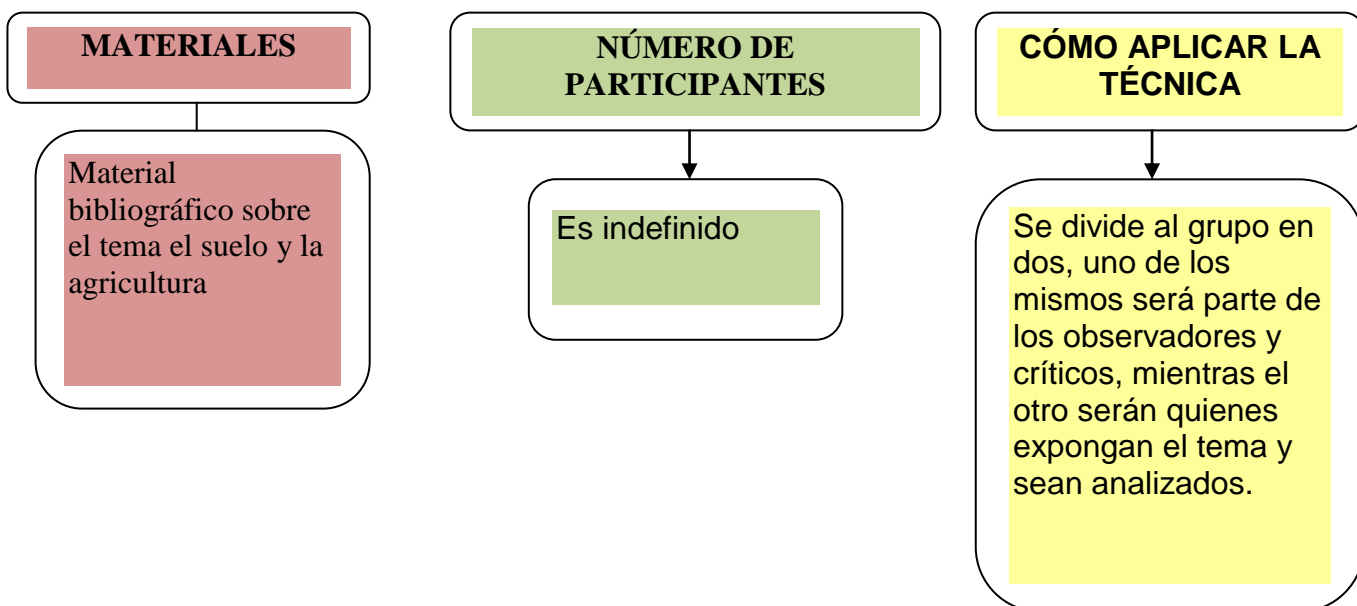 MATERIALES
Material
bibliográfico sobre
el tema el suelo y la
agricultura
NÚMERO DE
PARTICIPANTES
Es indefinido
CÓMO APLICAR LA
TÉCNICA
Se divide al grupo en
dos, uno de los
mismos será parte de
los observadores y
críticos, mientras el
otro serán quienes
expongan el tema y
sean analizados.